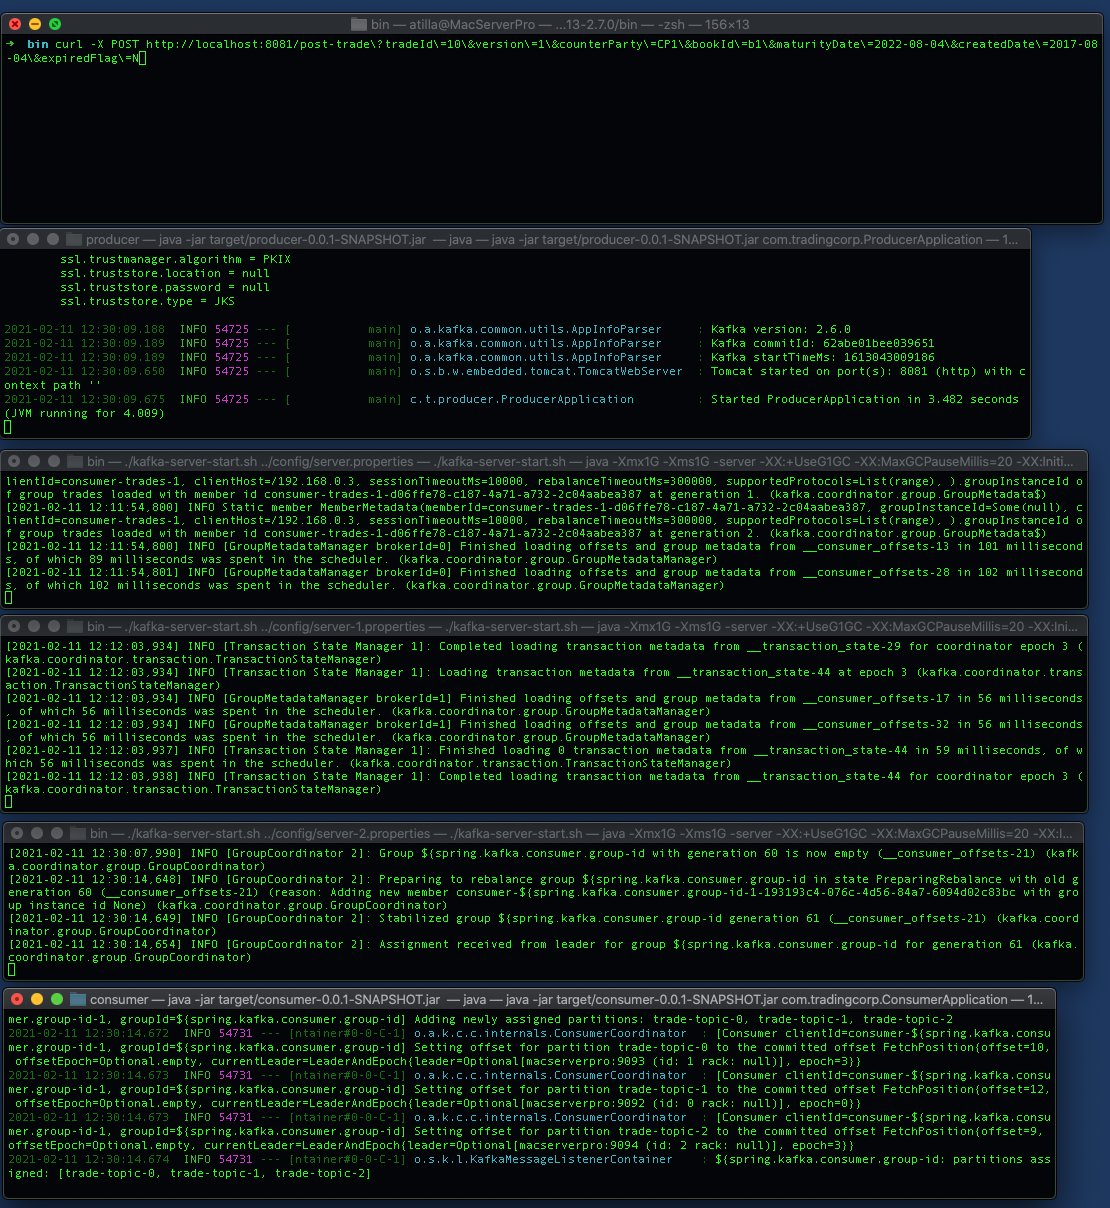 bin — atilla@MacServerPro — ...13-2.7.0/bin — -zsh — 156×13
➜  bin curl -X POST http://localhost:8081/post-trade\?tradeId\=10\&version\=1\&counterParty\=CP1\&bookId\=b1\&maturityDate\=2022-08-04\&createdDate\=2017-08
-04\&expiredFlag\=N
producer — java -jar target/producer-0.0.1-SNAPSHOT.jar — java — java -jar target/producer-0.0.1-SNAPSHOT.jar com.tradingcorp.ProducerApplication — 1...
ssl.trustmanager.algorithm = PKIX
ssl.truststore.location = null
ssl.truststore.password = null
ssl.truststore.type = JKS
2021-02-11 12:30:09.188  INFO 54725 --- [           main] o.a.kafka.common.utils.AppInfoParser     : Kafka version: 2.6.0
2021-02-11 12:30:09.189  INFO 54725 --- [           main] o.a.kafka.common.utils.AppInfoParser     : Kafka commitId: 62abe01bee039651
2021-02-11 12:30:09.189  INFO 54725 --- [           main] o.a.kafka.common.utils.AppInfoParser     : Kafka startTimeMs: 1613043009186
2021-02-11 12:30:09.650  INFO 54725 --- [           main] o.s.b.w.embedded.tomcat.TomcatWebServer  : Tomcat started on port(s): 8081 (http) with c
ontext path ''
2021-02-11 12:30:09.675  INFO 54725 --- [           main] c.t.producer.ProducerApplication         : Started ProducerApplication in 3.482 seconds
(JVM running for 4.009)
bin — ./kafka-server-start.sh ../config/server.properties — ./kafka-server-start.sh — java -Xmx1G -Xms1G -server -XX:+UseG1GC -XX:MaxGCPauseMillis=20 -XX:Initi...
lientId=consumer-trades-1, clientHost=/192.168.0.3, sessionTimeoutMs=10000, rebalanceTimeoutMs=300000, supportedProtocols=List(range), ).groupInstanceId o
f group trades loaded with member id consumer-trades-1-d06ffe78-c187-4a71-a732-2c04aabea387 at generation 1. (kafka.coordinator.group.GroupMetadata$)
[2021-02-11 12:11:54,800] INFO Static member MemberMetadata(memberId=consumer-trades-1-d06ffe78-c187-4a71-a732-2c04aabea387, groupInstanceId=Some(null), c
lientId=consumer-trades-1, clientHost=/192.168.0.3, sessionTimeoutMs=10000, rebalanceTimeoutMs=300000, supportedProtocols=List(range), ).groupInstanceId o
f group trades loaded with member id consumer-trades-1-d06ffe78-c187-4a71-a732-2c04aabea387 at generation 2. (kafka.coordinator.group.GroupMetadata$)
[2021-02-11 12:11:54,800] INFO [GroupMetadataManager brokerId=0] Finished loading offsets and group metadata from __consumer_offsets-13 in 101 millisecond
s, of which 89 milliseconds was spent in the scheduler. (kafka.coordinator.group.GroupMetadataManager)
[2021-02-11 12:11:54,801] INFO [GroupMetadataManager brokerId=0] Finished loading offsets and group metadata from __consumer_offsets-28 in 102 millisecond
s, of which 102 milliseconds was spent in the scheduler. (kafka.coordinator.group.GroupMetadataManager)
bin — ./kafka-server-start.sh ../config/server-1.properties — ./kafka-server-start.sh — java -Xmx1G -Xms1G -server -XX:+UseG1GC -XX:MaxGCPauseMillis=20 -XX:Ini...
[2021-02-11 12:12:03,934] INFO [Transaction State Manager 1]: Completed loading transaction metadata from __transaction_state-29 for coordinator epoch 3 (
kafka.coordinator.transaction.TransactionStateManager)
[2021-02-11 12:12:03,934] INFO [Transaction State Manager 1]: Loading transaction metadata from __transaction_state-44 at epoch 3 (kafka.coordinator.trans
action.TransactionStateManager)
[2021-02-11 12:12:03,934] INFO [GroupMetadataManager brokerId=1] Finished loading offsets and group metadata from __consumer_offsets-17 in 56 milliseconds
, of which 56 milliseconds was spent in the scheduler. (kafka.coordinator.group.GroupMetadataManager)
[2021-02-11 12:12:03,934] INFO [GroupMetadataManager brokerId=1] Finished loading offsets and group metadata from __consumer_offsets-32 in 56 milliseconds
, of which 56 milliseconds was spent in the scheduler. (kafka.coordinator.group.GroupMetadataManager)
[2021-02-11 12:12:03,937] INFO [Transaction State Manager 1]: Finished loading 0 transaction metadata from __transaction_state-44 in 59 milliseconds, of w
hich 56 milliseconds was spent in the scheduler. (kafka.coordinator.transaction.TransactionStateManager)
[2021-02-11 12:12:03,938] INFO [Transaction State Manager 1]: Completed loading transaction metadata from __transaction_state-44 for coordinator epoch 3 (
kafka.coordinator.transaction.TransactionStateManager)
bin — ./kafka-server-start.sh ../config/server-2.properties — ./kafka-server-start.sh — java -Xmx1G -Xms1G -server -XX:+UseG1GC -XX:MaxGCPauseMillis=20 -XX:I...
[2021-02-11 12:30:07,990] INFO [GroupCoordinator 2]: Group ${spring.kafka.consumer.group-id with generation 60 is now empty (__consumer_offsets-21) (kafk
a.coordinator.group.GroupCoordinator)
[2021-02-11 12:30:14,648] INFO [GroupCoordinator 2]: Preparing to rebalance group ${spring.kafka.consumer.group-id in state PreparingRebalance with old g
eneration 60 (__consumer_offsets-21) (reason: Adding new member consumer-${spring.kafka.consumer.group-id-1-193193c4-076c-4d56-84a7-6094d02c83bc with gro
up instance id None) (kafka.coordinator.group.GroupCoordinator)
[2021-02-11 12:30:14,649] INFO [GroupCoordinator 2]: Stabilized group ${spring.kafka.consumer.group-id generation 61 (__consumer_offsets-21) (kafka.coord
inator.group.GroupCoordinator)
[2021-02-11 12:30:14,654] INFO [GroupCoordinator 2]: Assignment received from leader for group ${spring.kafka.consumer.group-id for generation 61 (kafka.
coordinator.group.GroupCoordinator)
consumer — java -jar target/consumer-0.0.1-SNAPSHOT.jar — java — java -jar target/consumer-0.0.1-SNAPSHOT.jar com.tradingcorp.ConsumerApplication — 1...
mer.group-id-1, groupId=${spring.kafka.consumer.group-id] Adding newly assigned partitions: trade-topic-0, trade-topic-1, trade-topic-2
2021-02-11 12:30:14.672  INFO 54731 --- [ntainer#0-0-C-1] o.a.k.c.c.internals.ConsumerCoordinator  : [Consumer clientId=consumer-${spring.kafka.consu
mer.group-id-1, groupId=${spring.kafka.consumer.group-id] Setting offset for partition trade-topic-0 to the committed offset FetchPosition{offset=10,
offsetEpoch=Optional.empty, currentLeader=LeaderAndEpoch{leader=Optional[macserverpro:9093 (id: 1 rack: null)], epoch=3}}
2021-02-11 12:30:14.673  INFO 54731 --- [ntainer#0-0-C-1] o.a.k.c.c.internals.ConsumerCoordinator  : [Consumer clientId=consumer-${spring.kafka.consu
mer.group-id-1, groupId=${spring.kafka.consumer.group-id] Setting offset for partition trade-topic-1 to the committed offset FetchPosition{offset=12,
offsetEpoch=Optional.empty, currentLeader=LeaderAndEpoch{leader=Optional[macserverpro:9092 (id: 0 rack: null)], epoch=0}}
2021-02-11 12:30:14.673  INFO 54731 --- [ntainer#0-0-C-1] o.a.k.c.c.internals.ConsumerCoordinator  : [Consumer clientId=consumer-${spring.kafka.consu
mer.group-id-1, groupId=${spring.kafka.consumer.group-id] Setting offset for partition trade-topic-2 to the committed offset FetchPosition{offset=9,
offsetEpoch=Optional.empty, currentLeader=LeaderAndEpoch{leader=Optional[macserverpro:9094 (id: 2 rack: null)], epoch=3}}
2021-02-11 12:30:14.674  INFO 54731 --- [ntainer#0-0-C-1] o.s.k.l.KafkaMessageListenerContainer    : ${spring.kafka.consumer.group-id: partitions ass
igned: [trade-topic-0, trade-topic-1, trade-topic-2]